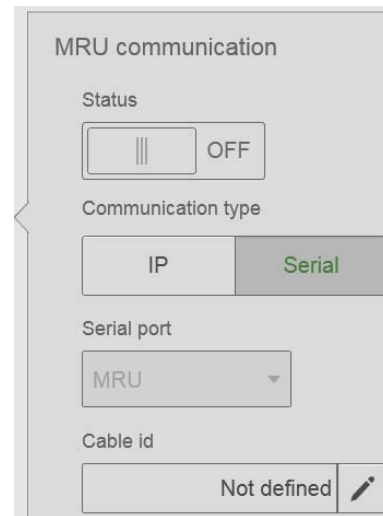 MRU communication
Status
OFF
Communication type
IP Serial
Serial port
MRU
Cable id
Not defined